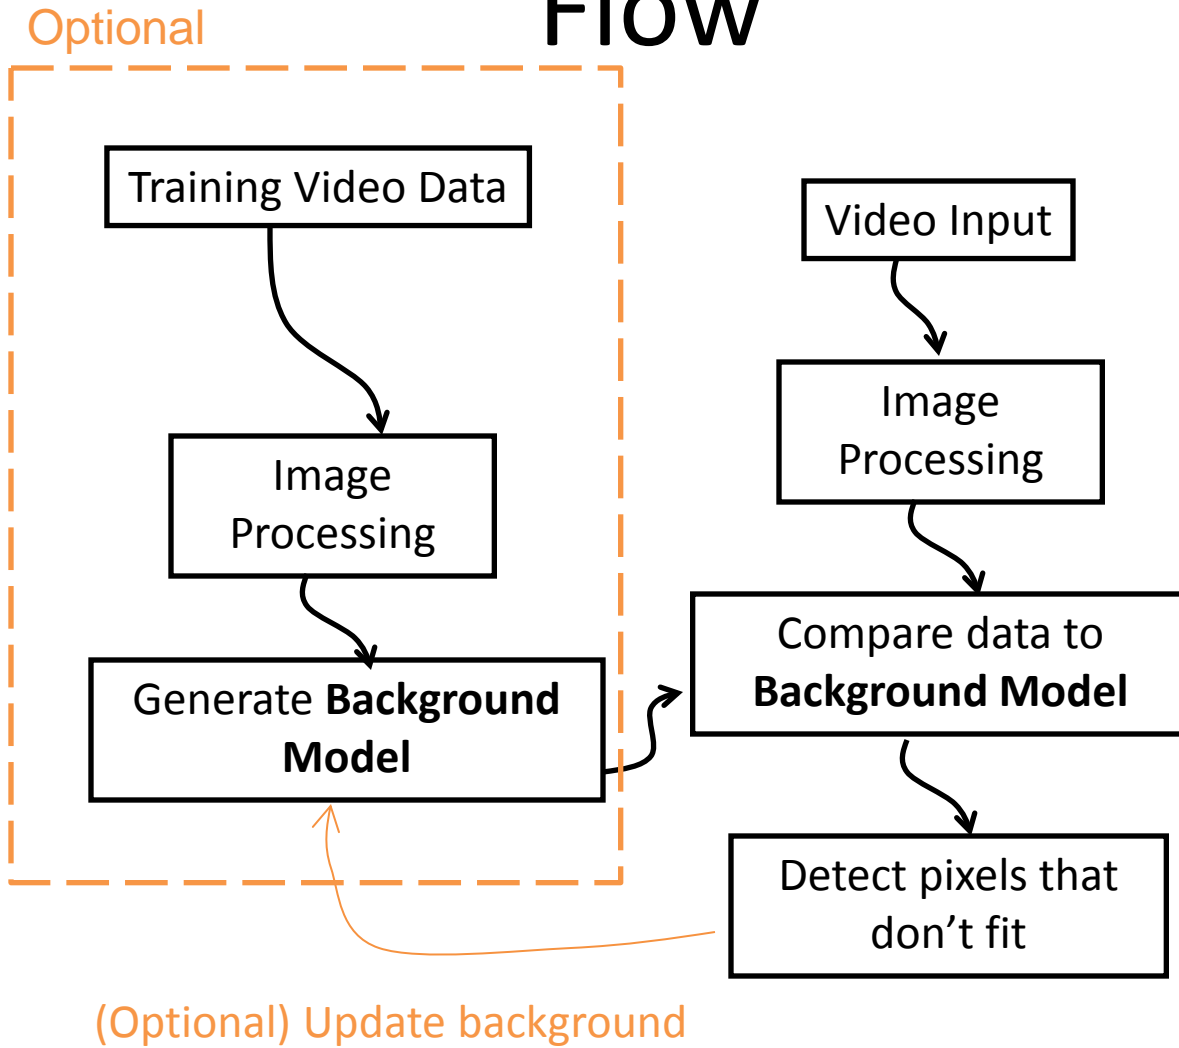 Flow
Optional
Training Video Data
Image
Processing
Generate Background
Model
Video Input
Image
Processing
Compare data to
Background Model
Detect pixels that
don’t fit
(Optional) Update background